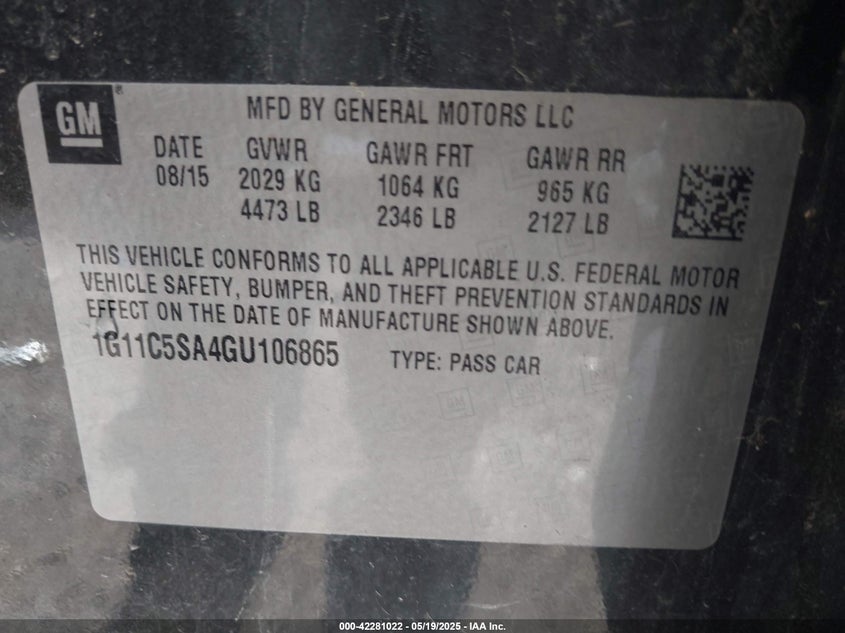 GM
MFD BY GENERAL MOTORS LLC
DATE GVWR GAWR FRT GAWR RR
08/15 2029 KG 1064 KG 965 KG
4473 LB 2346 LB 2127 LB
THIS VEHICLE CONFORMS TO ALL APPLICABLE U.S. FEDERAL MOTOR
VEHICLE SAFETY, BUMPER, AND THEFT PREVENTION STANDARDS IN
EFFECT ON THE DATE OF MANUFACTURE SHOWN ABOVE.
1G11C5SA4GU106865 TYPE: PASS CAR
000-42281022 - 05/19/2025 - IAA Inc.